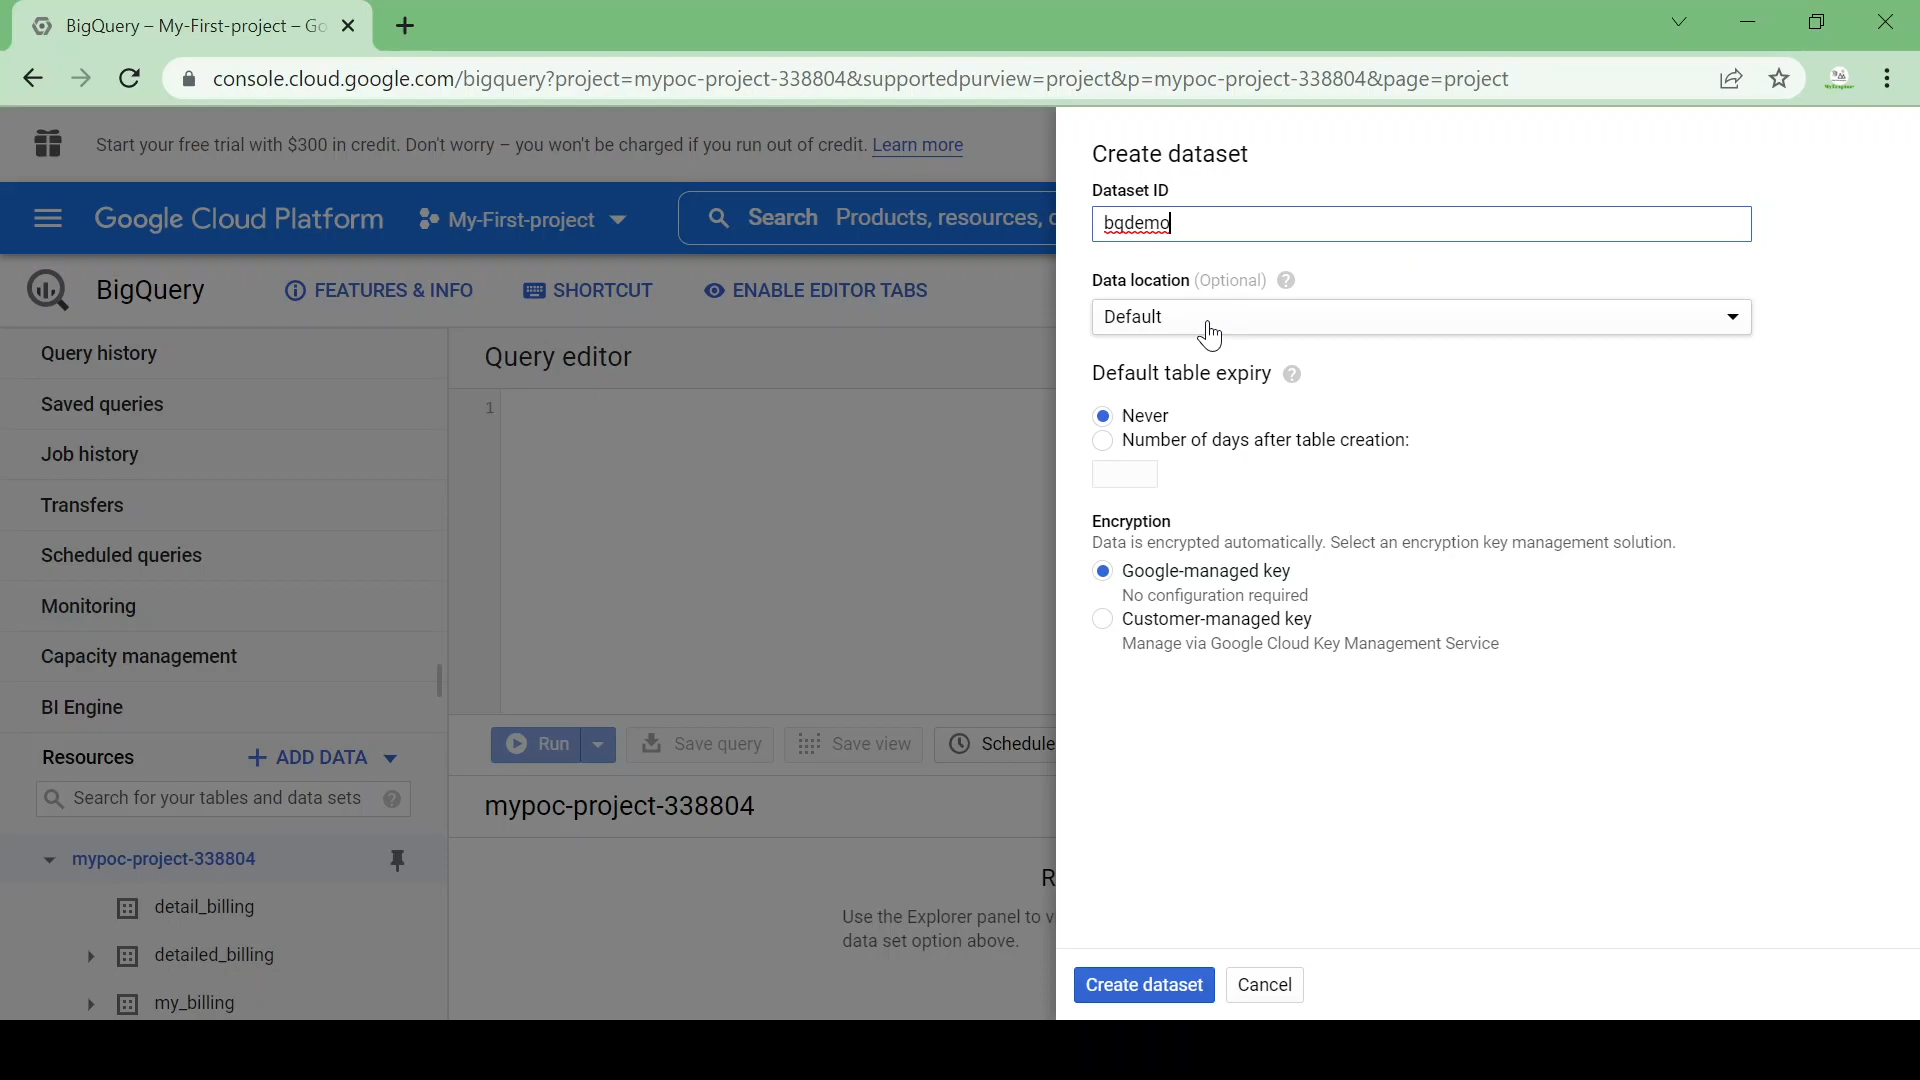 BigQuery – My-First-project – Go
console.cloud.google.com/bigquery?project=mypoc-project-338804&supportedpurview=project&p=mypoc-project-338804&page=project
Start your free trial with $300 in credit. Don't worry – you won't be charged if you run out of credit. Learn more
Google Cloud Platform
My-First-project
Search Products, resources,
BigQuery
FEATURES & INFO
SHORTCUT
ENABLE EDITOR TABS
Query history
Saved queries
Job history
Transfers
Scheduled queries
Monitoring
Capacity management
BI Engine
Resources
ADD DATA
Search for your tables and data sets
mypoc-project-338804
detail_billing
detailed_billing
my_billing
Query editor
1
Run
Save query
Save view
Schedule
mypoc-project-338804
R
Use the Explorer panel to v
data set option above.
Create dataset
Dataset ID
bqdemo
Data location (Optional)
Default
Default table expiry
Never
Number of days after table creation:
Encryption
Data is encrypted automatically. Select an encryption key management solution.
Google-managed key
No configuration required
Customer-managed key
Manage via Google Cloud Key Management Service
Create dataset
Cancel